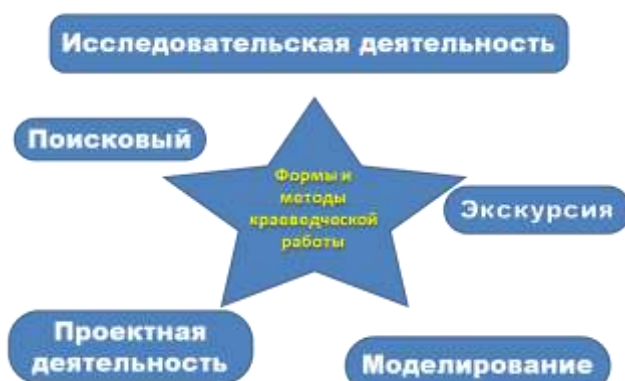 Исследовательская деятельность
Поисковый
Формы и
методы
краеведческой
работы
Экскурсия
Проектная
деятельность
Моделирование